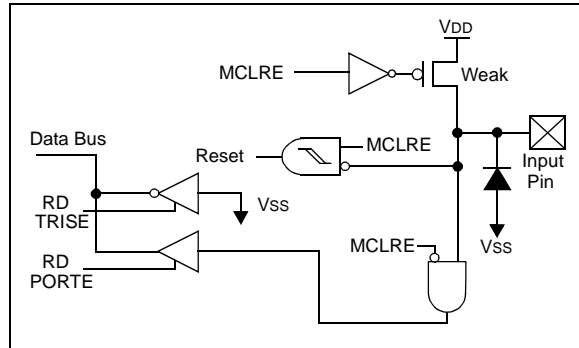 VDD
MCLRE
Weak
Data Bus
Reset
MCLRE
Input
Pin
RD
TRISE
VSS
VSS
MCLRE
RD
PORTE